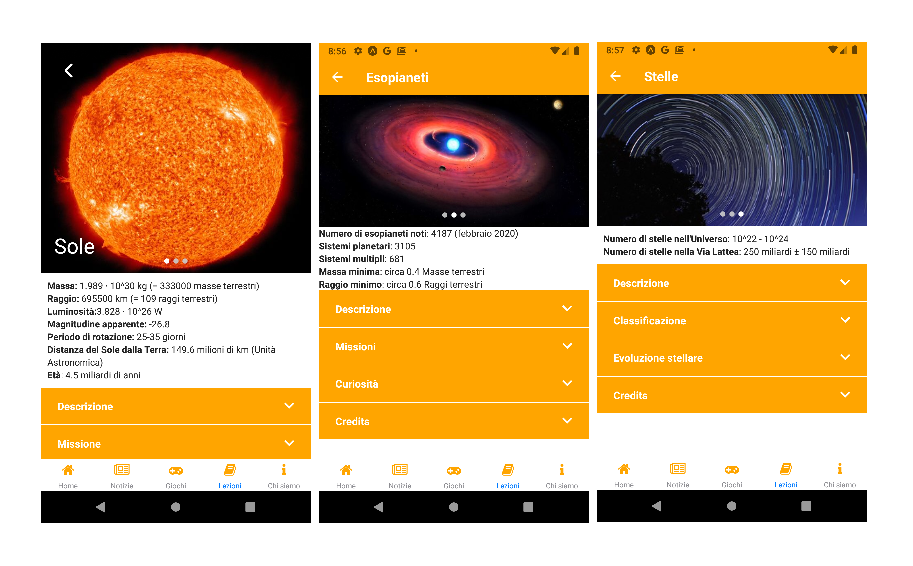 Sole
Massa: 1.989 · 10^30 kg (= 333000 masse terrestri)
Raggio: 695500 km (= 109 raggi terrestri)
Luminosità:3.828 · 10^26 W
Magnitudine apparente: -26.8
Periodo di rotazione: 25-35 giorni
Distanza del Sole dalla Terra: 149.6 milioni di km (Unità
Astronomica)
Età: 4.5 miliardi di anni
Descrizione
Missione
Home Notizie Giochi Lezioni Chi siamo
8:56
Esopianeti
Numero di esopianeti noti: 4187 (febbraio 2020)
Sistemi planetari: 3105
Sistemi multipli: 681
Massa minima: circa 0.4 Masse terrestri
Raggio minimo: circa 0.6 Raggi terrestri
Descrizione
Missioni
Curiosità
Credits
Home Notizie Giochi Lezioni Chi siamo
8:57
Stelle
Numero di stelle nell'Universo: 10^22 - 10^24
Numero di stelle nella Via Lattea: 250 miliardi ± 150 miliardi
Descrizione
Classificazione
Evoluzione stellare
Credits
Home Notizie Giochi Lezioni Chi siamo